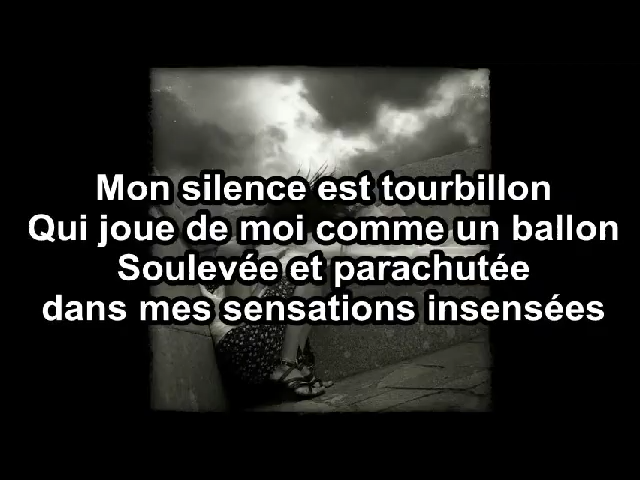 Mon silence est tourbillon
Qui joue de moi comme un ballon
Soulevée et parachutée
dans mes sensations insensées